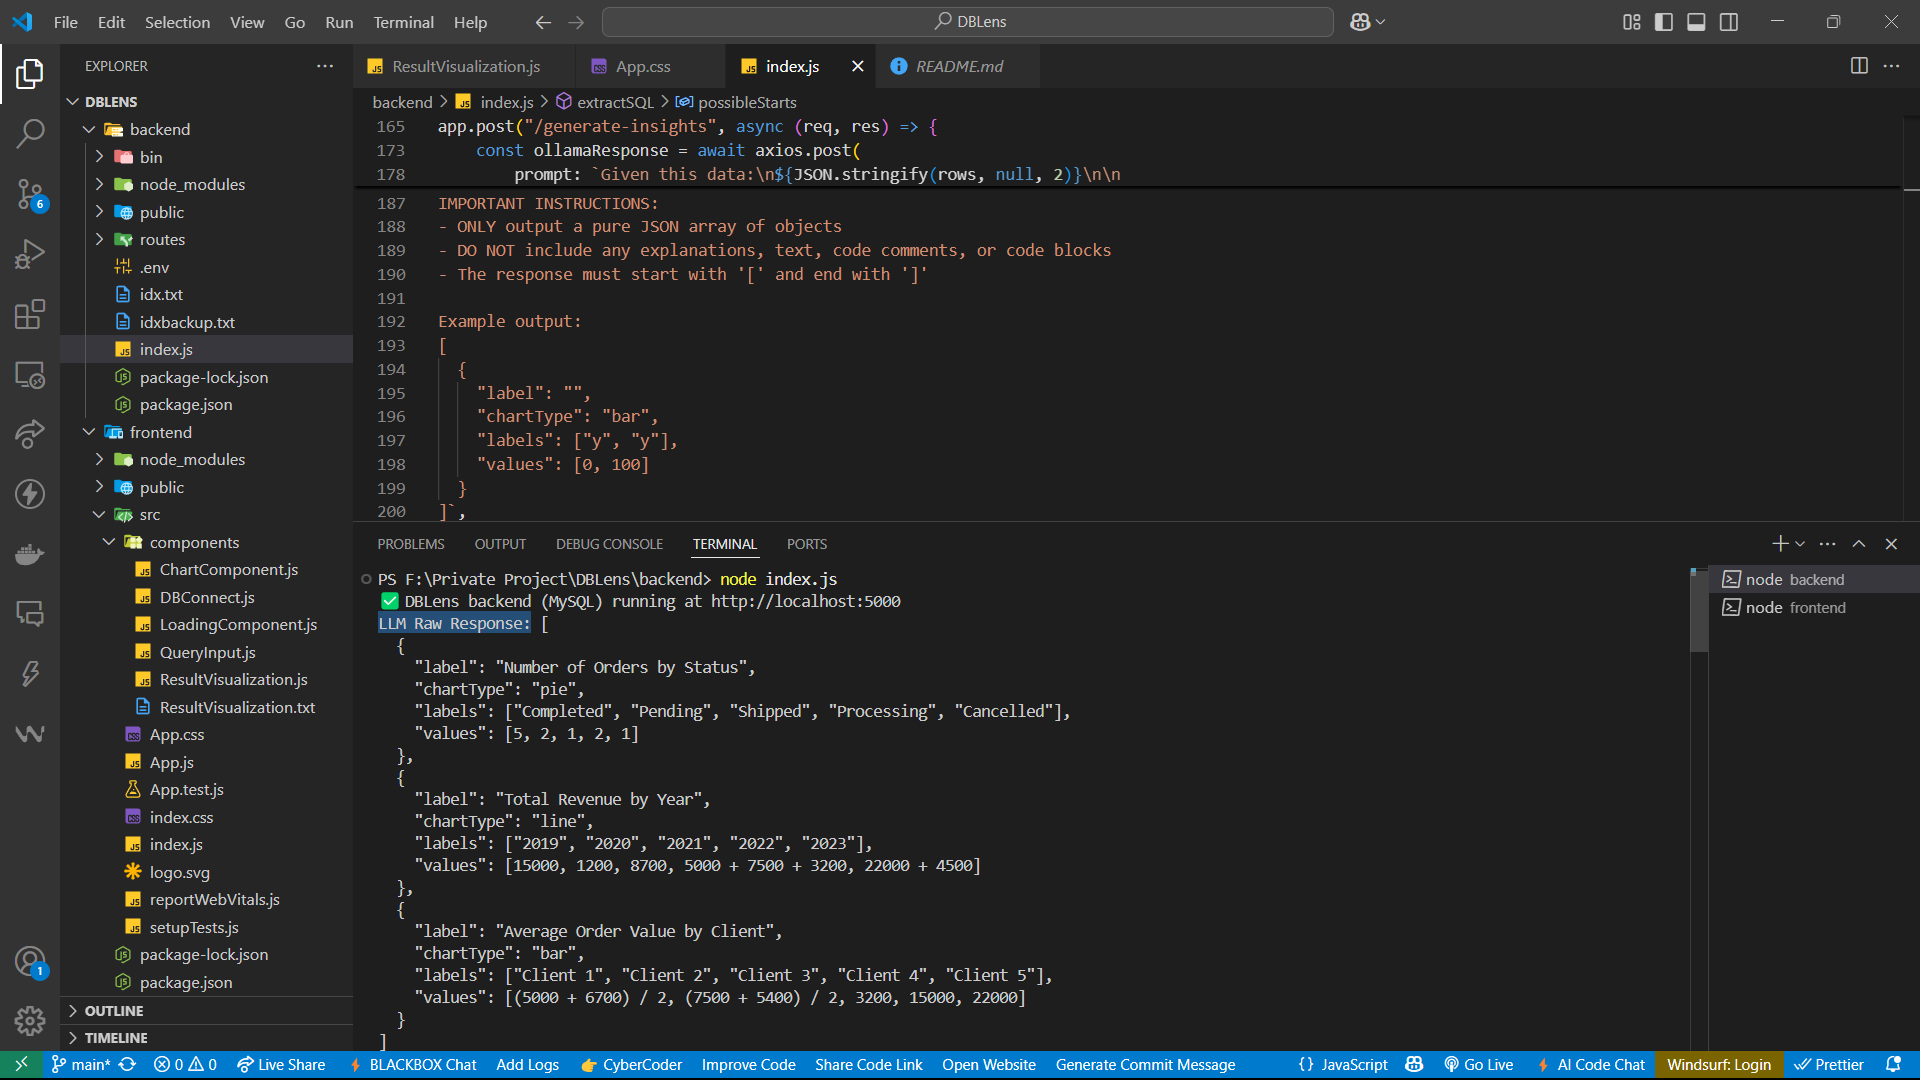 File Edit Selection View Go Run Terminal Help
DBLens
EXPLORER
DBLENS
backend
bin
node_modules
public
routes
.env
idx.txt
idxbackup.txt
index.js
package-lock.json
package.json
frontend
node_modules
public
src
components
ChartComponent.js
DBConnect.js
LoadingComponent.js
QueryInput.js
ResultVisualization.js
ResultVisualization.txt
App.css
App.js
App.test.js
index.css
index.js
logo.svg
reportWebVitals.js
setupTests.js
package-lock.json
package.json
OUTLINE
TIMELINE
6
1
ResultVisualization.js App.css index.js README.md
backend > index.js > extractSQL > possibleStarts
165 app.post("/generate-insights", async (req, res) => {
173 const ollamaResponse = await axios.post(
178 prompt: `Given this data:\n${JSON.stringify(rows, null, 2)}\n\n
187 IMPORTANT INSTRUCTIONS:
188 - ONLY output a pure JSON array of objects
189 - DO NOT include any explanations, text, code comments, or code blocks
190 - The response must start with '[' and end with ']'
191
192 Example output:
193 [
194 {
195 "label": "",
196 "chartType": "bar",
197 "labels": ["y", "y"],
198 "values": [0, 100]
199 }
200 ]`,
PROBLEMS OUTPUT DEBUG CONSOLE TERMINAL PORTS
PS F:\Private Project\DBLens\backend> node index.js
✅ DBLens backend (MySQL) running at http://localhost:5000
LLM Raw Response: [
{
"label": "Number of Orders by Status",
"chartType": "pie",
"labels": ["Completed", "Pending", "Shipped", "Processing", "Cancelled"],
"values": [5, 2, 1, 2, 1]
},
{
"label": "Total Revenue by Year",
"chartType": "line",
"labels": ["2019", "2020", "2021", "2022", "2023"],
"values": [15000, 1200, 8700, 5000 + 7500 + 3200, 22000 + 4500]
},
{
"label": "Average Order Value by Client",
"chartType": "bar",
"labels": ["Client 1", "Client 2", "Client 3", "Client 4", "Client 5"],
"values": [(5000 + 6700) / 2, (7500 + 5400) / 2, 3200, 15000, 22000]
}
]
node backend
node frontend
main* 0 0 Live Share BLACKBOX Chat Add Logs 👉 CyberCoder Improve Code Share Code Link Open Website Generate Commit Message {} JavaScript Go Live AI Code Chat Windsurf: Login Prettier